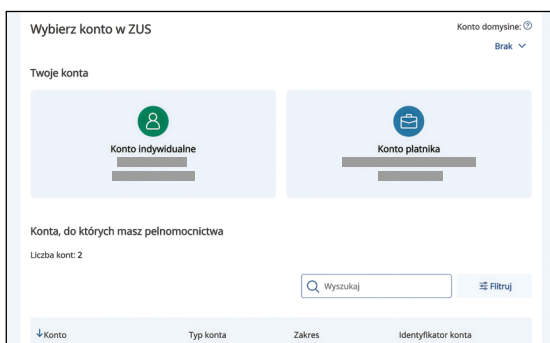 Wybierz konto w ZUS
Konto domyslne:
Brak
Twoje konta
Konto indywidualne
Konto płatnika
Konta, do których masz pełnomocnictwa
Liczba kont: 2
Wyszukaj
Filtruj
Konto Typ konta Zakres Identyfikator konta